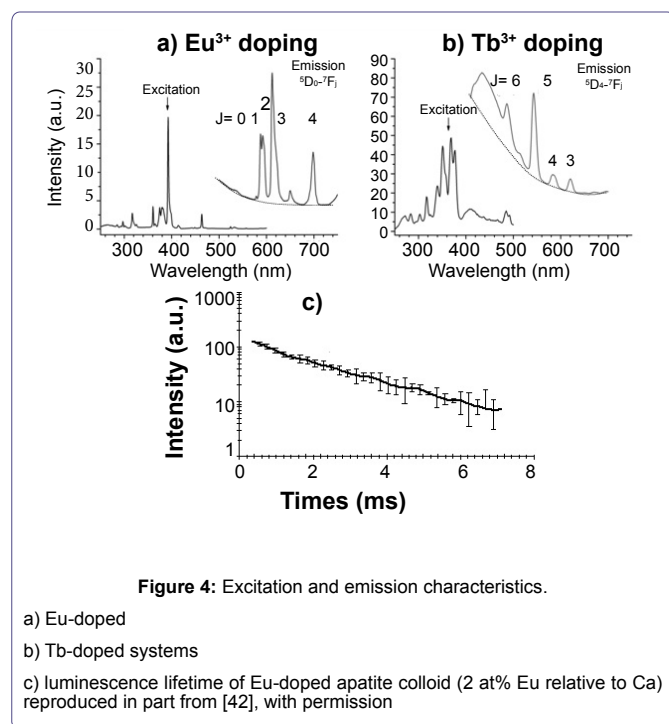 a) Eu³⁺ doping
b) Tb³⁺ doping
Intensity (a.u.)
30
25
20
15
10
5
0
Excitation
Emission
⁵D₀-⁷Fⱼ
J= 0 1 2 3 4
300 500 600 700
Wavelength (nm)
90
80
70
60
50
40
30
20
10
0
Excitation
J= 6 5 4 3
Emission
⁵D₄-⁷Fⱼ
300 400 500 600 700
Wavelength (nm)
c)
Intensity (a.u.)
1000
100
10
1
0 2 4 6 8
Times (ms)
Figure 4: Excitation and emission characteristics.
a) Eu-doped
b) Tb-doped systems
c) luminescence lifetime of Eu-doped apatite colloid (2 at% Eu relative to Ca)
reproduced in part from [42], with permission